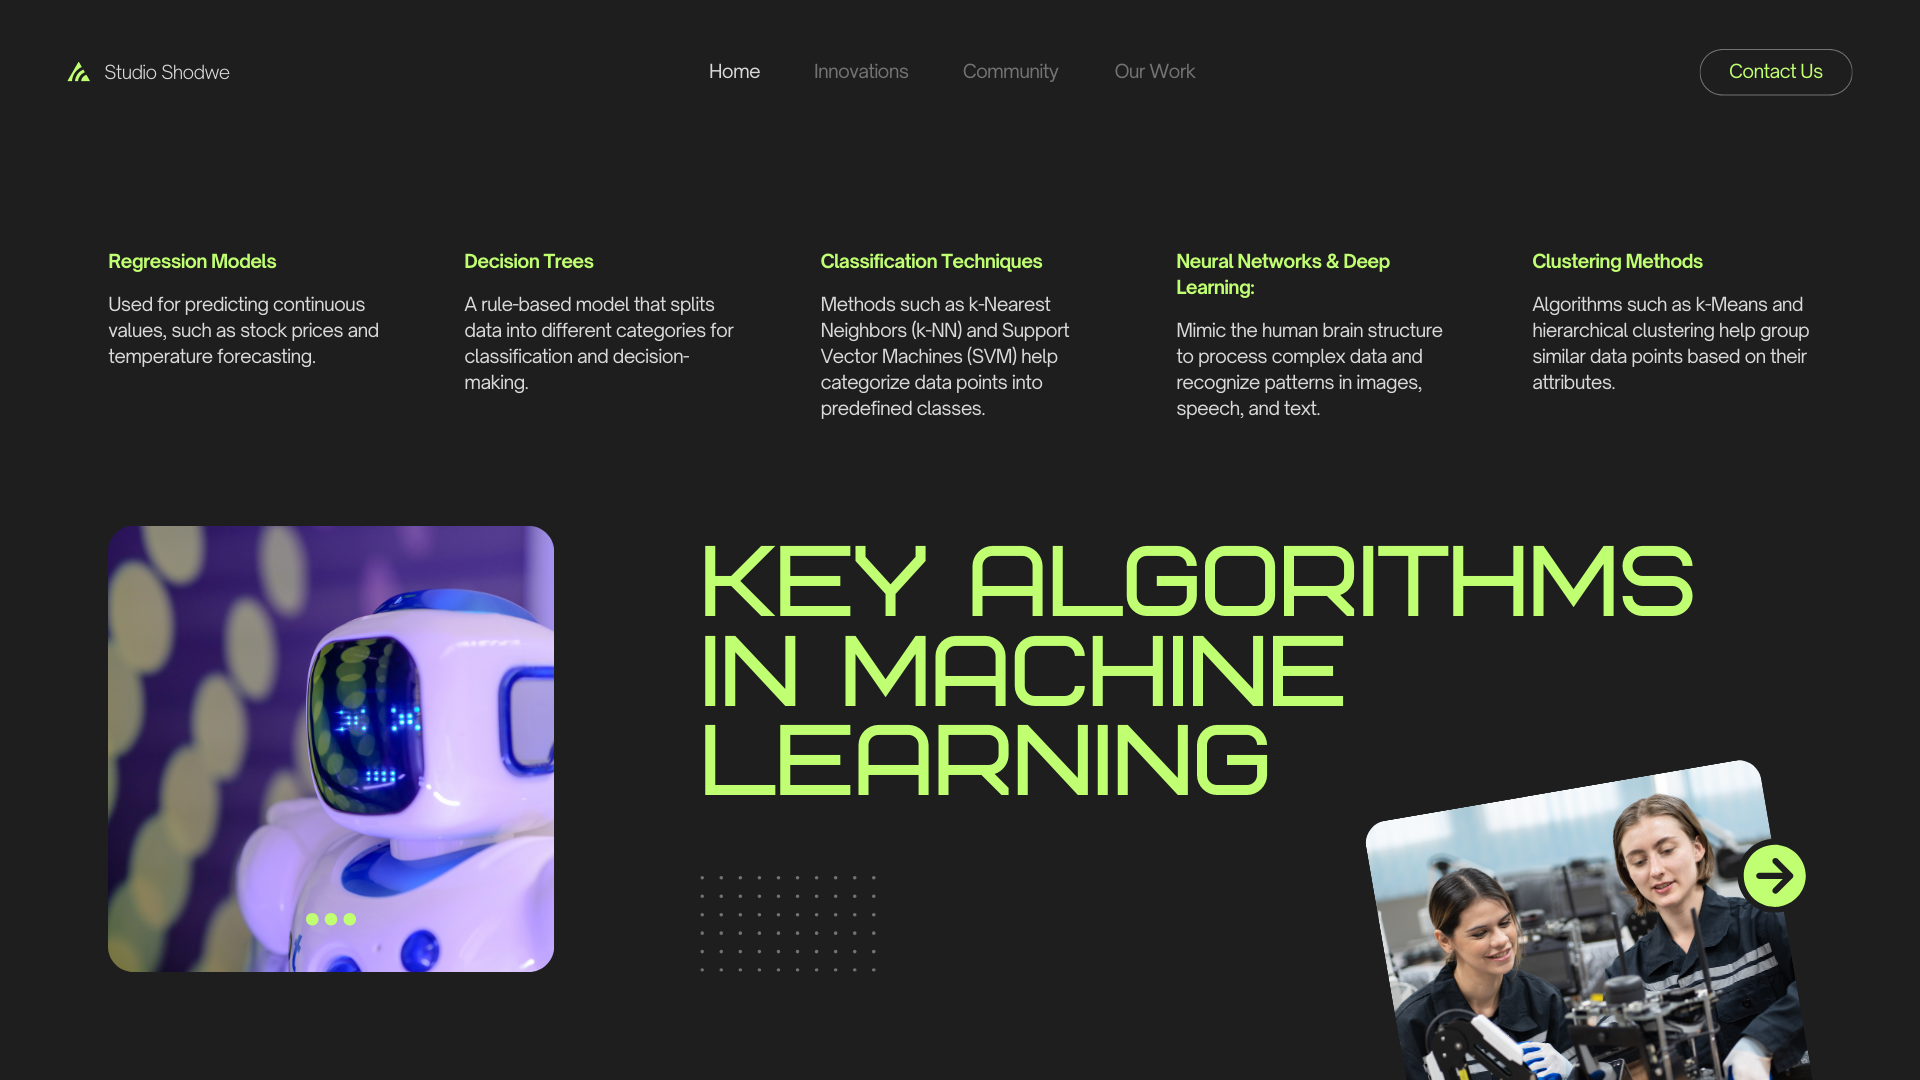 Studio Shodwe
Home
Innovations
Community
Our Work
Contact Us
Regression Models
Used for predicting continuous
values, such as stock prices and
temperature forecasting.
Decision Trees
A rule-based model that splits
data into different categories for
classification and decision-
making.
Classification Techniques
Methods such as k-Nearest
Neighbors (k-NN) and Support
Vector Machines (SVM) help
categorize data points into
predefined classes.
Neural Networks & Deep
Learning:
Mimic the human brain structure
to process complex data and
recognize patterns in images,
speech, and text.
Clustering Methods
Algorithms such as k-Means and
hierarchical clustering help group
similar data points based on their
attributes.
KEY ALGORITHMS
IN MACHINE
LEARNING